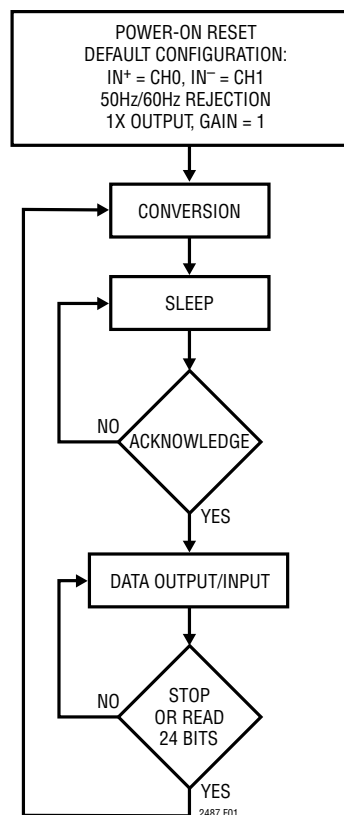 POWER-ON RESET
DEFAULT CONFIGURATION:
IN⁺ = CH0, IN⁻ = CH1
50Hz/60Hz REJECTION
1X OUTPUT, GAIN = 1
CONVERSION
SLEEP
NO
ACKNOWLEDGE
YES
DATA OUTPUT/INPUT
NO
STOP
OR READ
24 BITS
YES
2487 F01